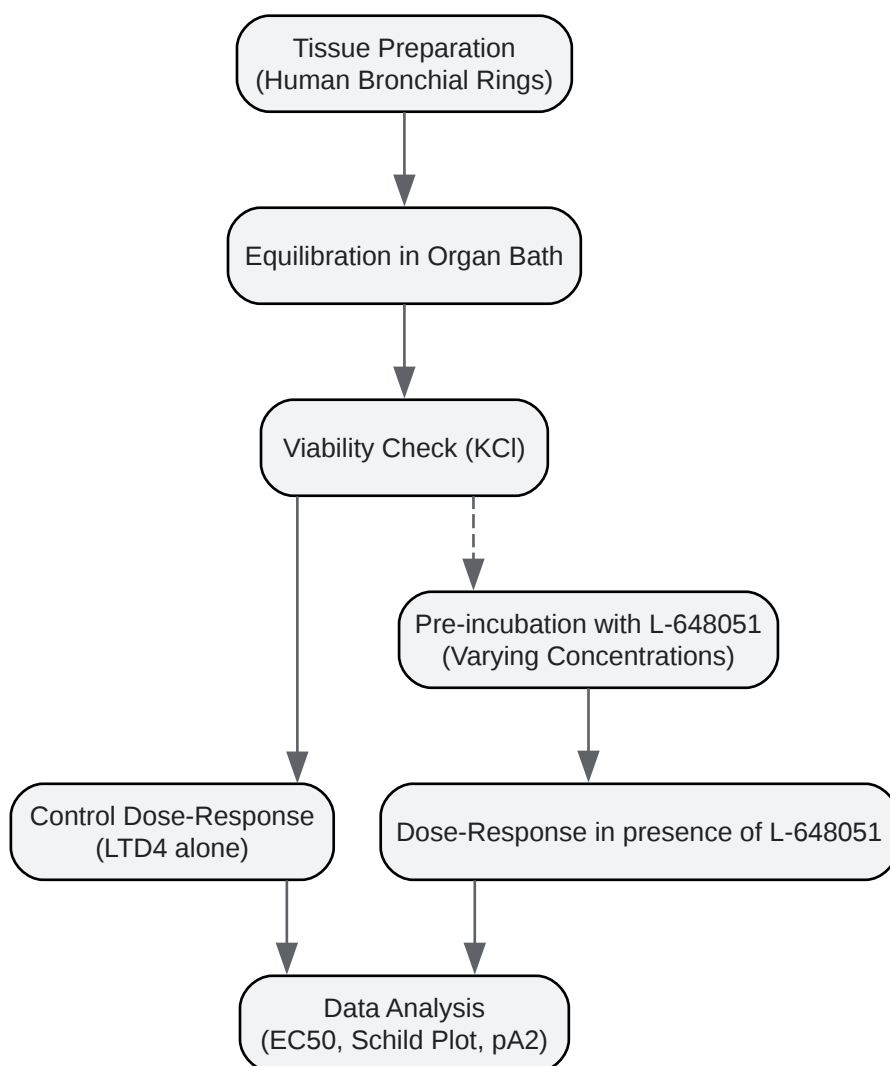 Tissue Preparation
(Human Bronchial Rings)
Equilibration in Organ Bath
Viability Check (KCl)
Pre-incubation with L-648051
(Varying Concentrations)
Control Dose-Response
(LTD4 alone)
Dose-Response in presence of L-648051
Data Analysis
(EC50, Schild Plot, pA2)